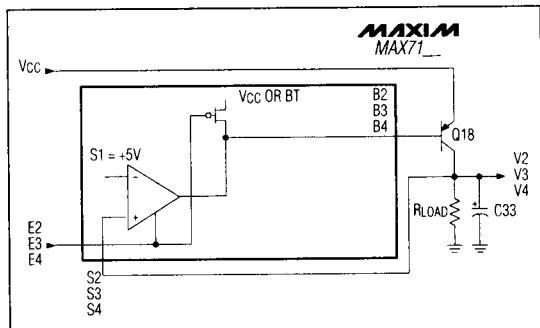 MAXIM
MAX71__
VCC
VCC OR BT
B2
B3
B4
Q18
S1 = +5V
−
+
V2
V3
V4
RLOAD
+
C33
E2
E3
E4
S2
S3
S4